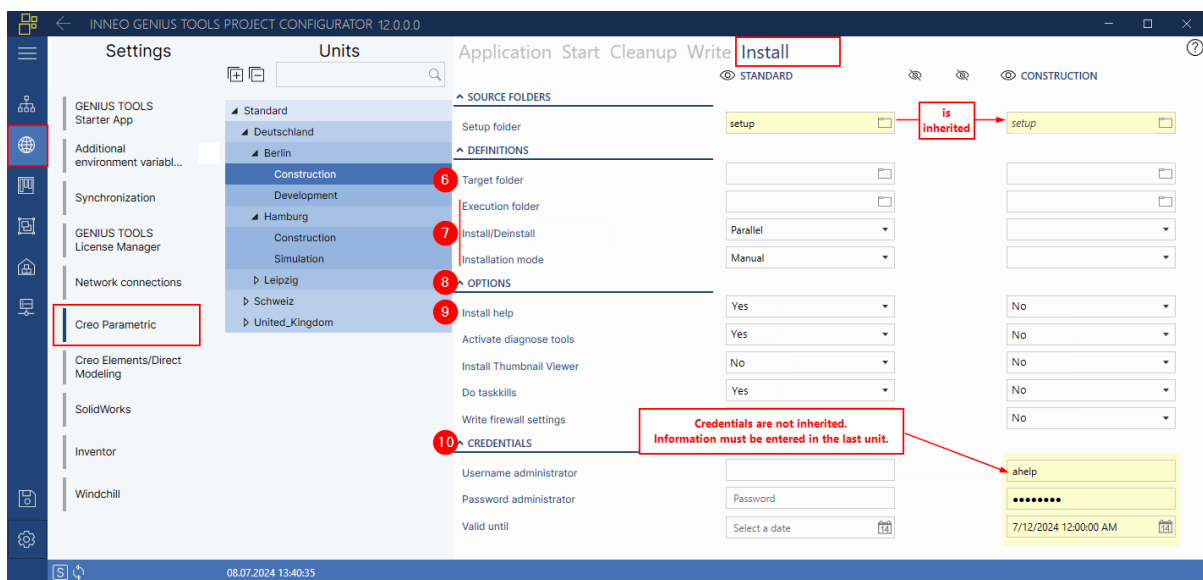 INNEO GENIUS TOOLS PROJECT CONFIGURATOR 12.0.0.0
Settings
GENIUS TOOLS
Starter App
Additional
environment variabl...
Synchronization
GENIUS TOOLS
License Manager
Network connections
Creo Parametric
Creo Elements/Direct
Modeling
SolidWorks
Inventor
Windchill
Units
Standard
Deutschland
Berlin
Construction
Development
Hamburg
Construction
Simulation
Leipzig
Schweiz
United_Kingdom
Application Start Cleanup Write Install
STANDARD CONSTRUCTION
SOURCE FOLDERS
Setup folder setup is inherited setup
DEFINITIONS
6 Target folder
Execution folder
7 Install/Deinstall Parallel
Installation mode Manual
8 OPTIONS
9 Install help Yes No
Activate diagnose tools Yes No
Install Thumbnail Viewer No No
Do taskkills Yes No
Write firewall settings No
Credentials are not inherited.
Information must be entered in the last unit.
10 CREDENTIALS
Username administrator ahelp
Password administrator Password ••••••••
Valid until Select a date 14 7/12/2024 12:00:00 AM 14
S 08.07.2024 13:40:35